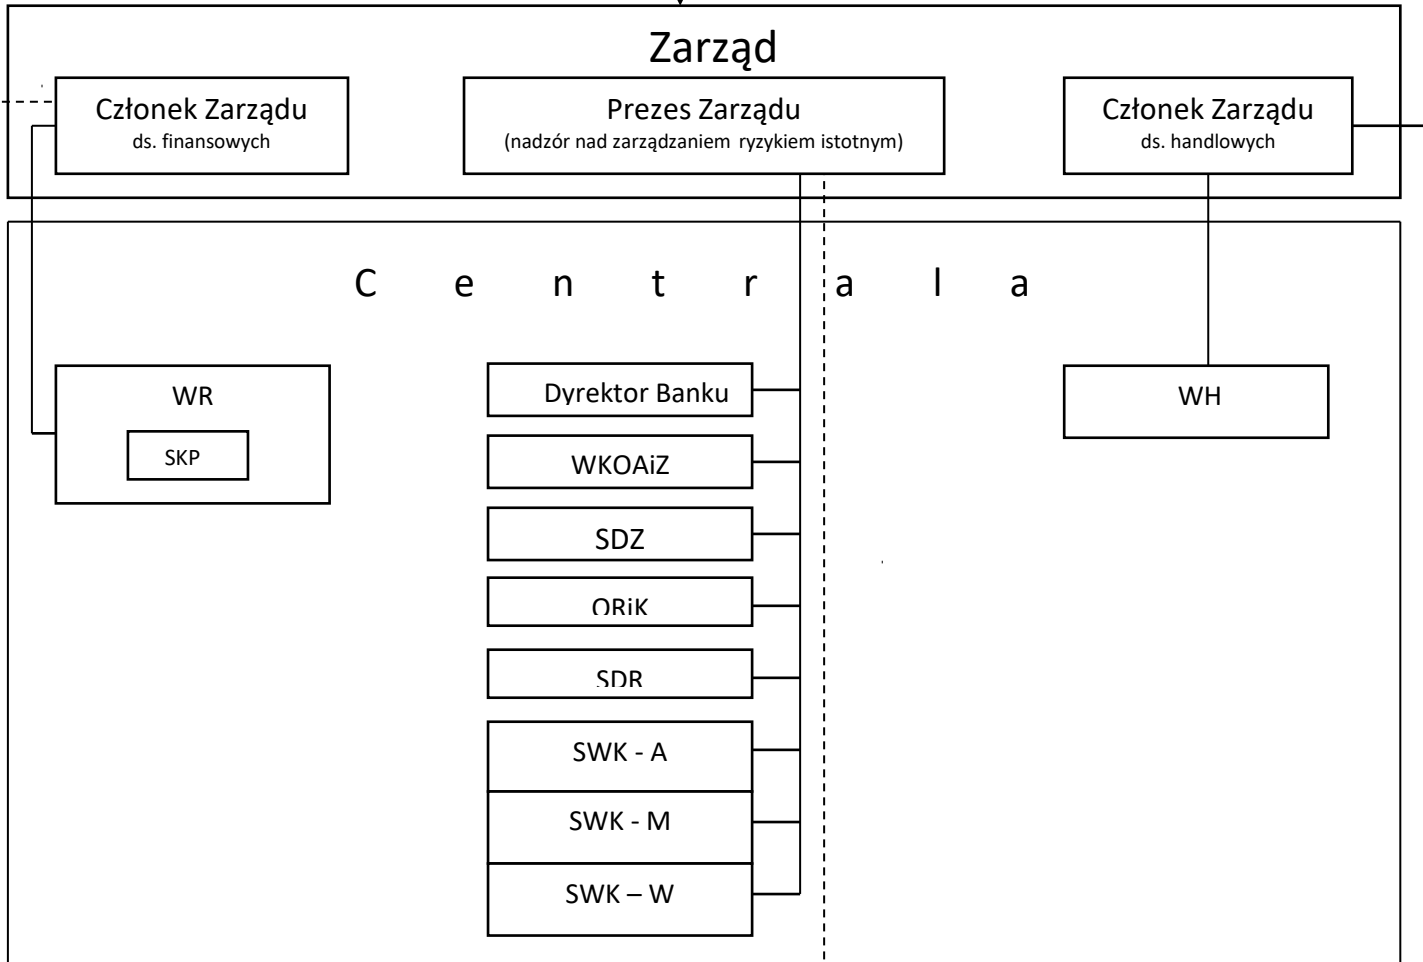 Zarząd
Członek Zarządu
ds. finansowych
Prezes Zarządu
(nadzór nad zarządzaniem ryzykiem istotnym)
Członek Zarządu
ds. handlowych
C e n t r a l a
WR
SKP
Dyrektor Banku
WKOAiZ
SDZ
ORiK
SDR
SWK - A
SWK - M
SWK – W
WH